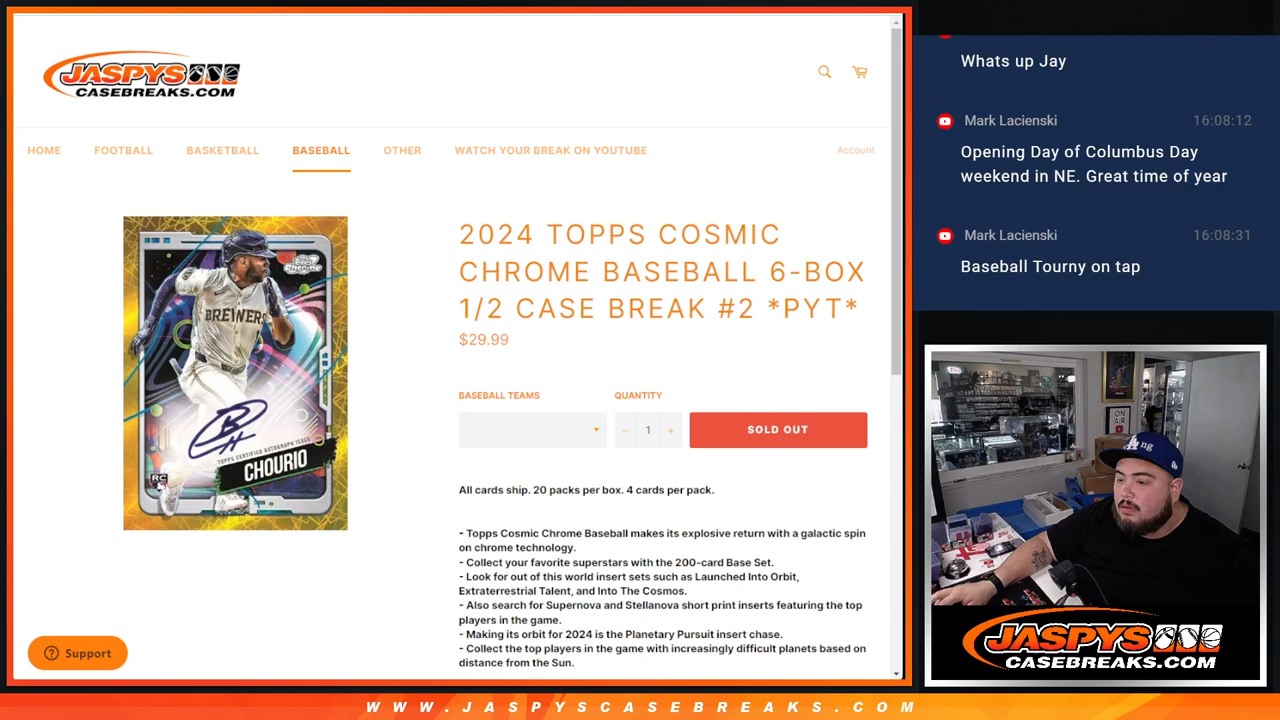 JASPYS
CASEBREAKS.COM
HOME FOOTBALL BASKETBALL BASEBALL OTHER WATCH YOUR BREAK ON YOUTUBE Account
BREWERS
CHOURIO
TOPPS CERTIFIED AUTOGRAPH ISSUE
RC
2024 TOPPS COSMIC
CHROME BASEBALL 6-BOX
1/2 CASE BREAK #2 *PYT*
$29.99
BASEBALL TEAMS QUANTITY
− 1 + SOLD OUT
All cards ship. 20 packs per box. 4 cards per pack.
- Topps Cosmic Chrome Baseball makes its explosive return with a galactic spin
on chrome technology.
- Collect your favorite superstars with the 200-card Base Set.
- Look for out of this world insert sets such as Launched Into Orbit,
Extraterrestrial Talent, and Into The Cosmos.
- Also search for Supernova and Stellanova short print inserts featuring the top
players in the game.
- Making its orbit for 2024 is the Planetary Pursuit insert chase.
- Collect the top players in the game with increasingly difficult planets based on
distance from the Sun.
Support
Whats up Jay
Mark Lacienski 16:08:12
Opening Day of Columbus Day
weekend in NE. Great time of year
Mark Lacienski 16:08:31
Baseball Tourny on tap
ON
AIR
JASPYS
CASEBREAKS.COM
WWW.JASPYSCASEBREAKS.COM